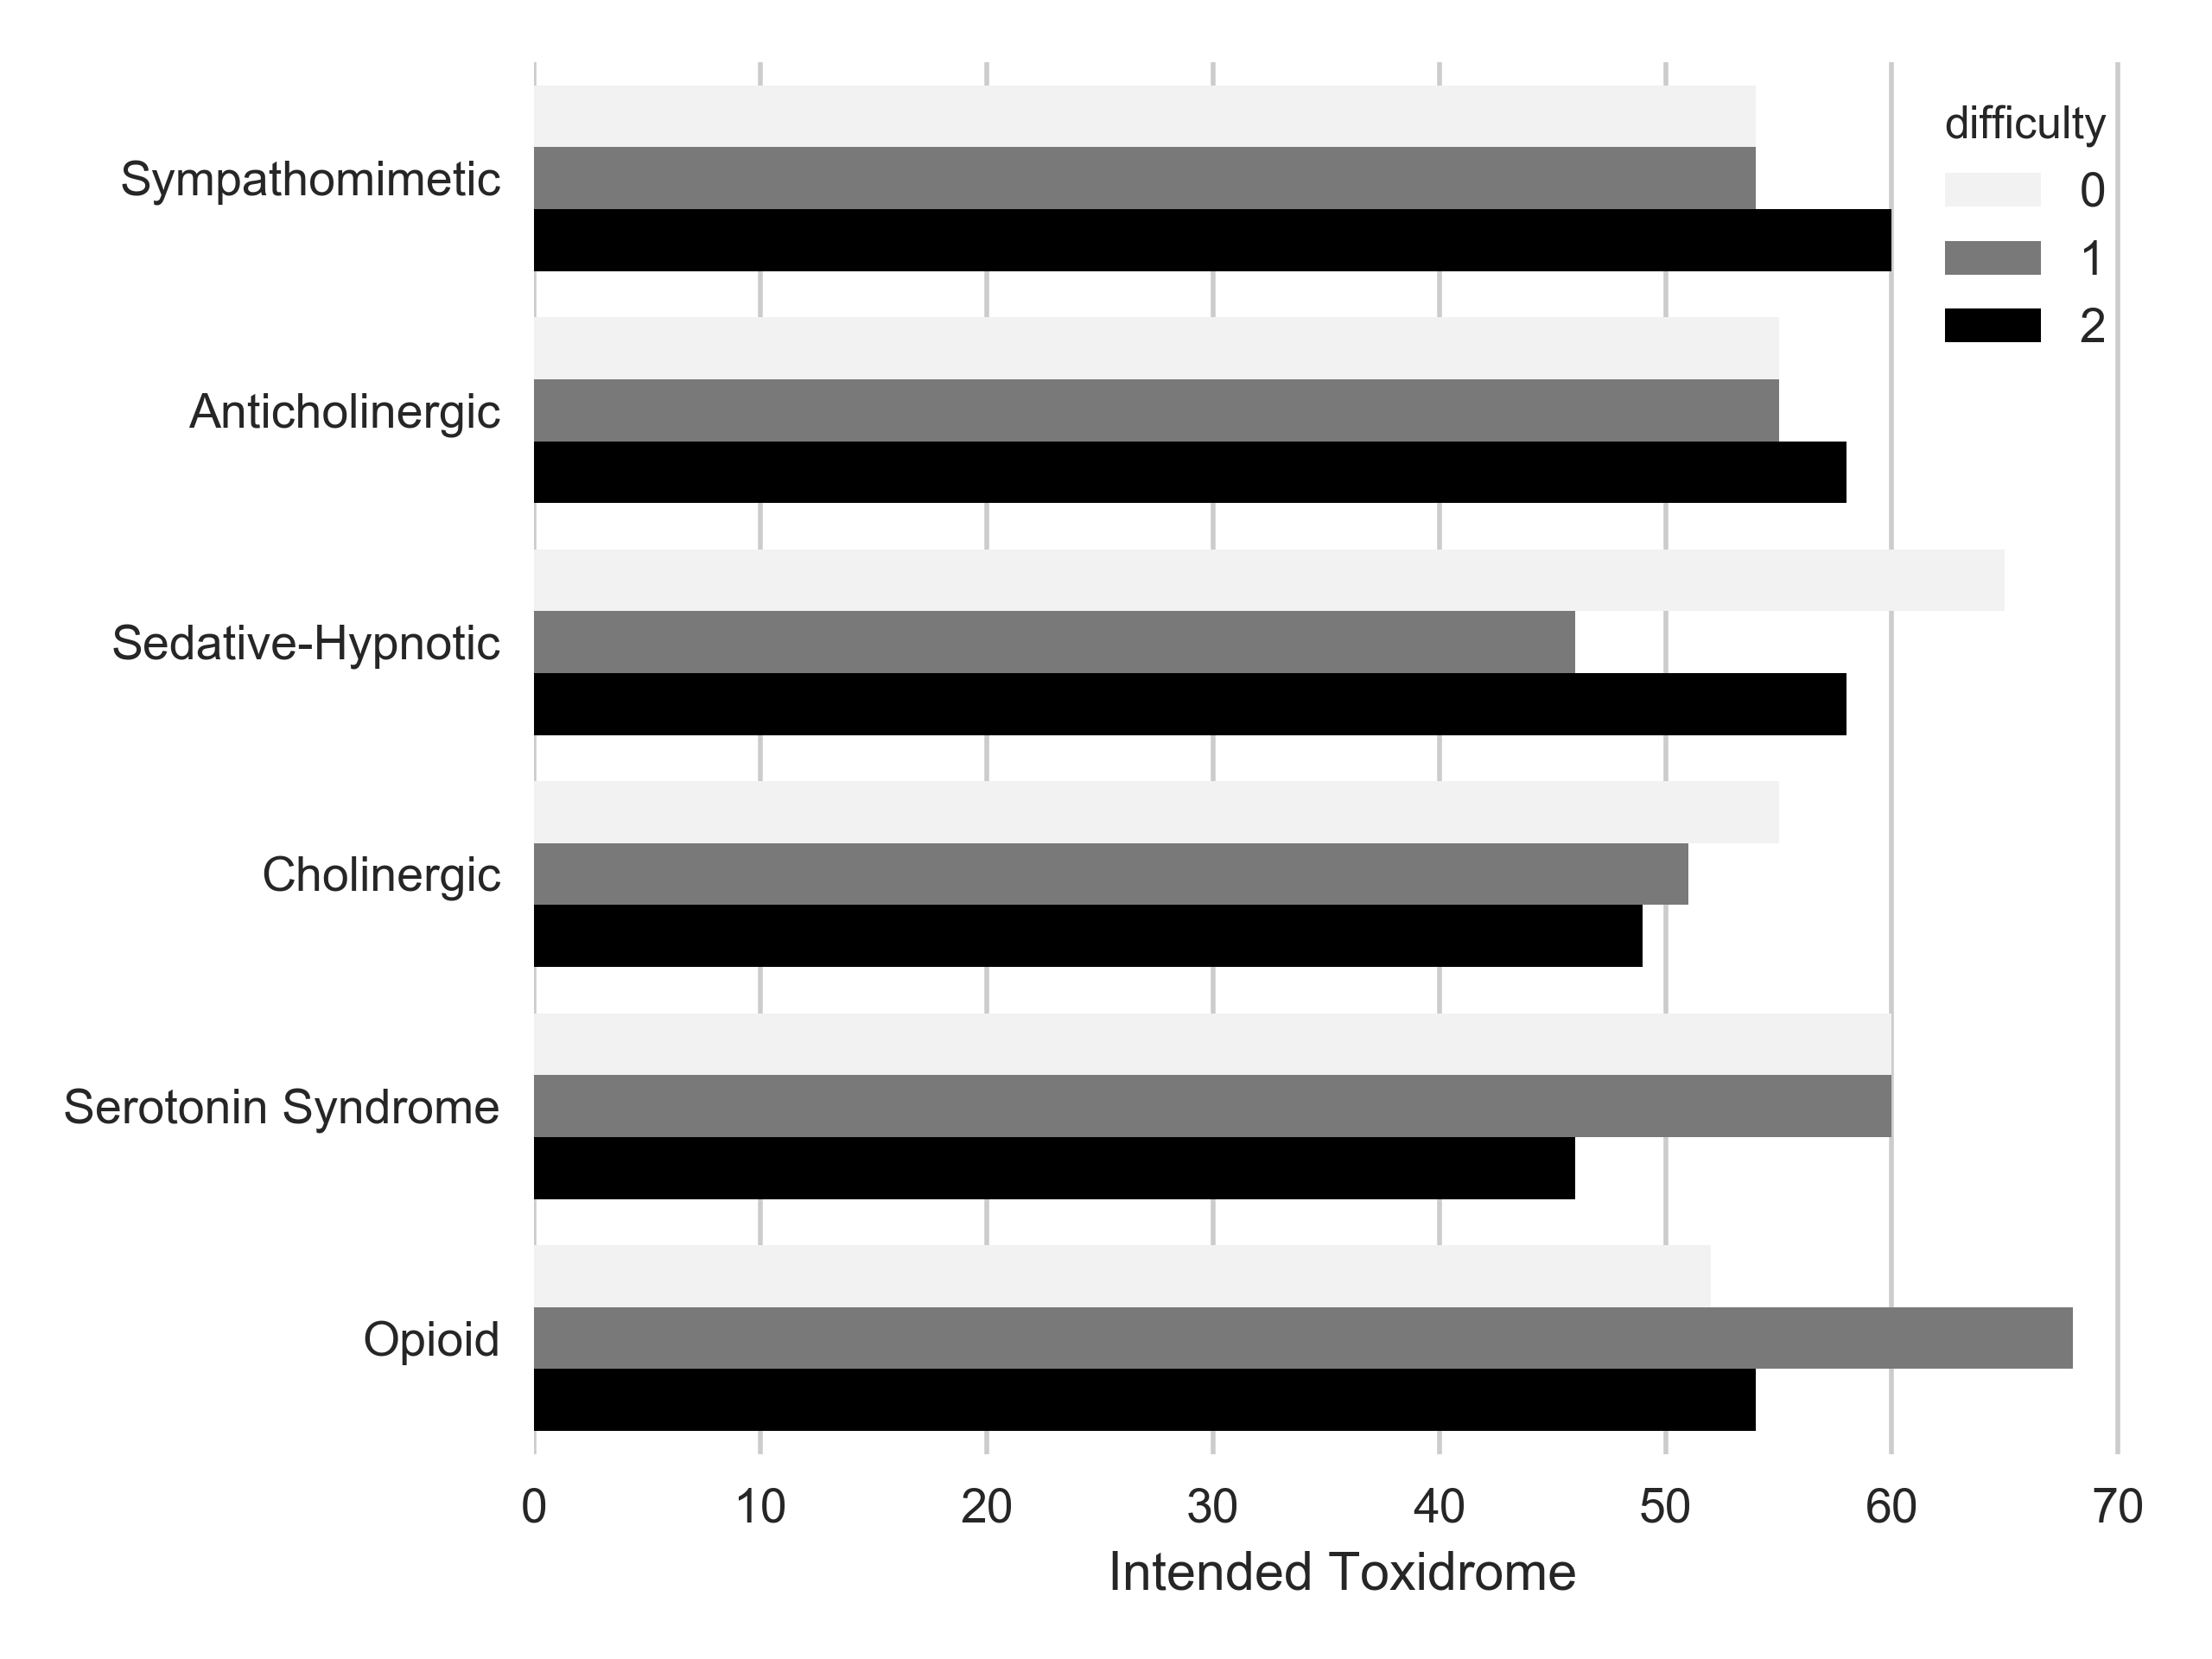 difficulty
0
1
2
Sympathomimetic
Anticholinergic
Sedative-Hypnotic
Cholinergic
Serotonin Syndrome
Opioid
0 10 20 30 40 50 60 70
Intended Toxidrome